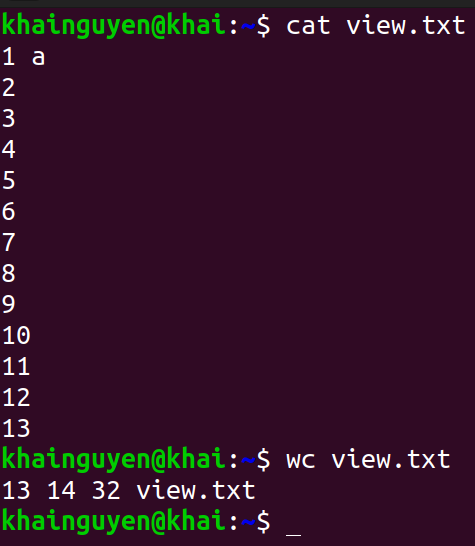 khainguyen@khai:~$ cat view.txt
1 a
2
3
4
5
6
7
8
9
10
11
12
13
khainguyen@khai:~$ wc view.txt
13 14 32 view.txt
khainguyen@khai:~$ _